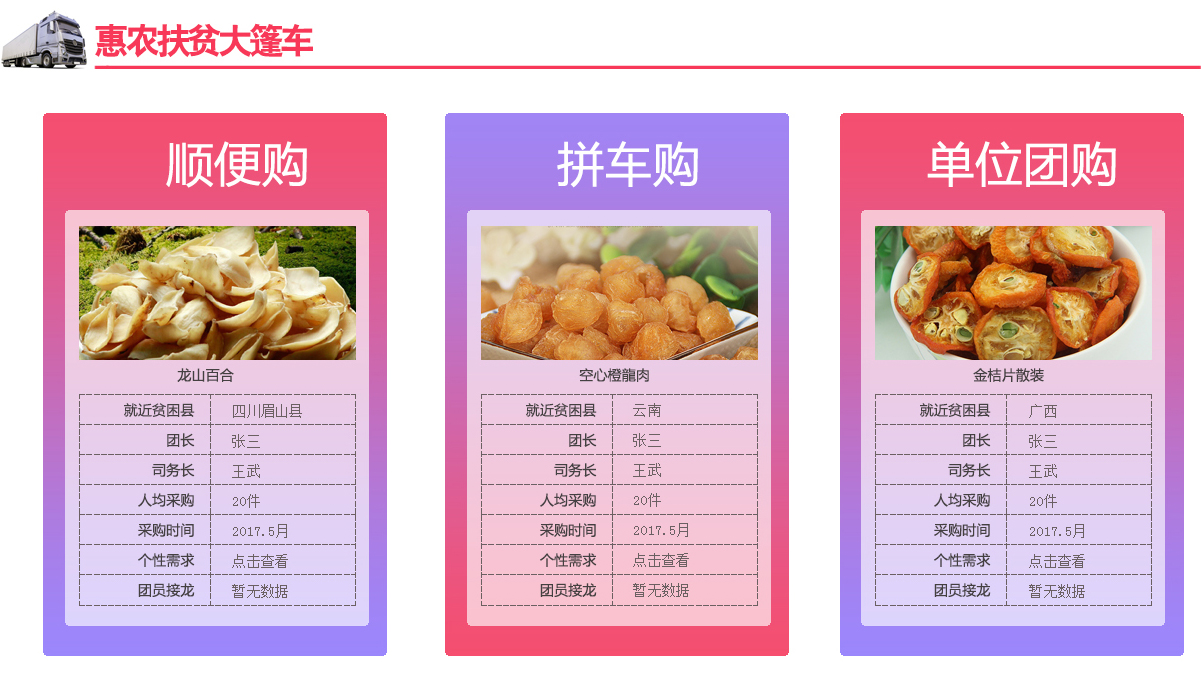 惠农扶贫大篷车
顺便购
龙山百合
就近贫困县 四川眉山县
团长 张三
司务长 王武
人均采购 20件
采购时间 2017.5月
个性需求 点击查看
团员接龙 暂无数据
拼车购
空心橙龍肉
就近贫困县 云南
团长 张三
司务长 王武
人均采购 20件
采购时间 2017.5月
个性需求 点击查看
团员接龙 暂无数据
单位团购
金桔片散装
就近贫困县 广西
团长 张三
司务长 王武
人均采购 20件
采购时间 2017.5月
个性需求 点击查看
团员接龙 暂无数据